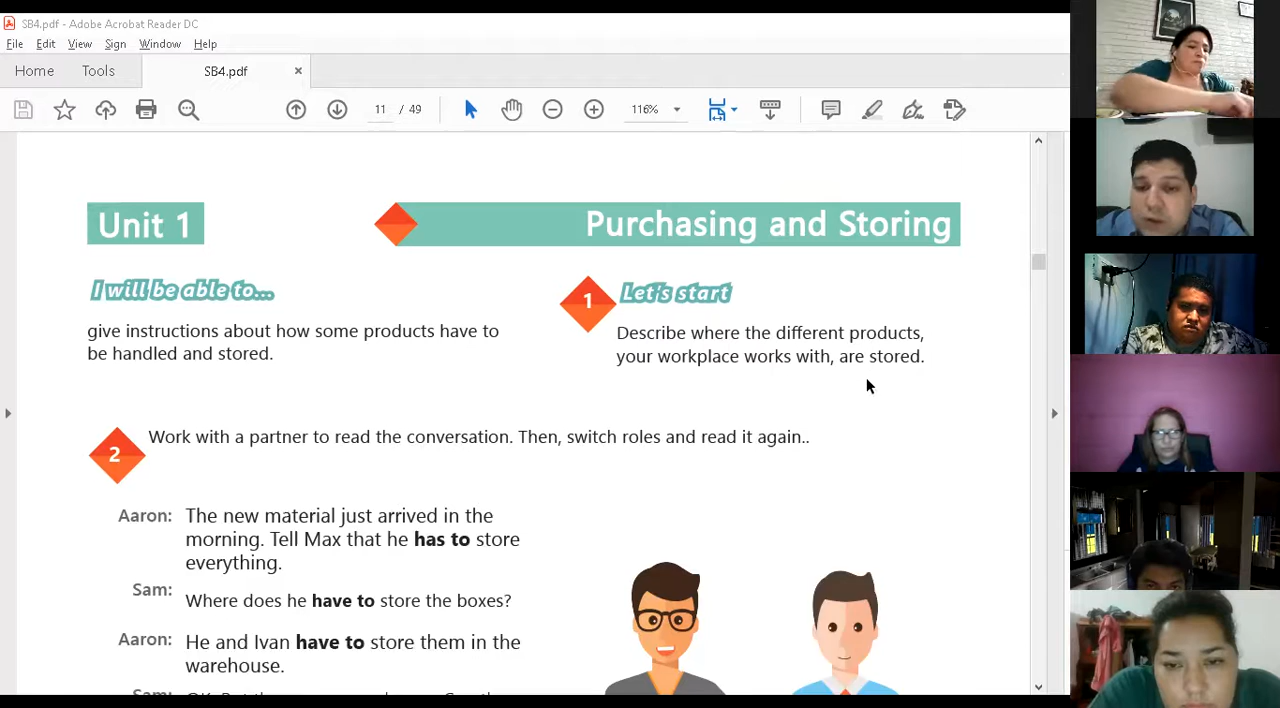 SB4.pdf - Adobe Acrobat Reader DC
File Edit View Sign Window Help
Home Tools SB4.pdf ×
11 / 49 116%
Unit 1 Purchasing and Storing
I will be able to...
give instructions about how some products have to
be handled and stored.
1 Let's start
Describe where the different products,
your workplace works with, are stored.
2 Work with a partner to read the conversation. Then, switch roles and read it again..
Aaron: The new material just arrived in the
morning. Tell Max that he has to store
everything.
Sam: Where does he have to store the boxes?
Aaron: He and Ivan have to store them in the
warehouse.
Sam: